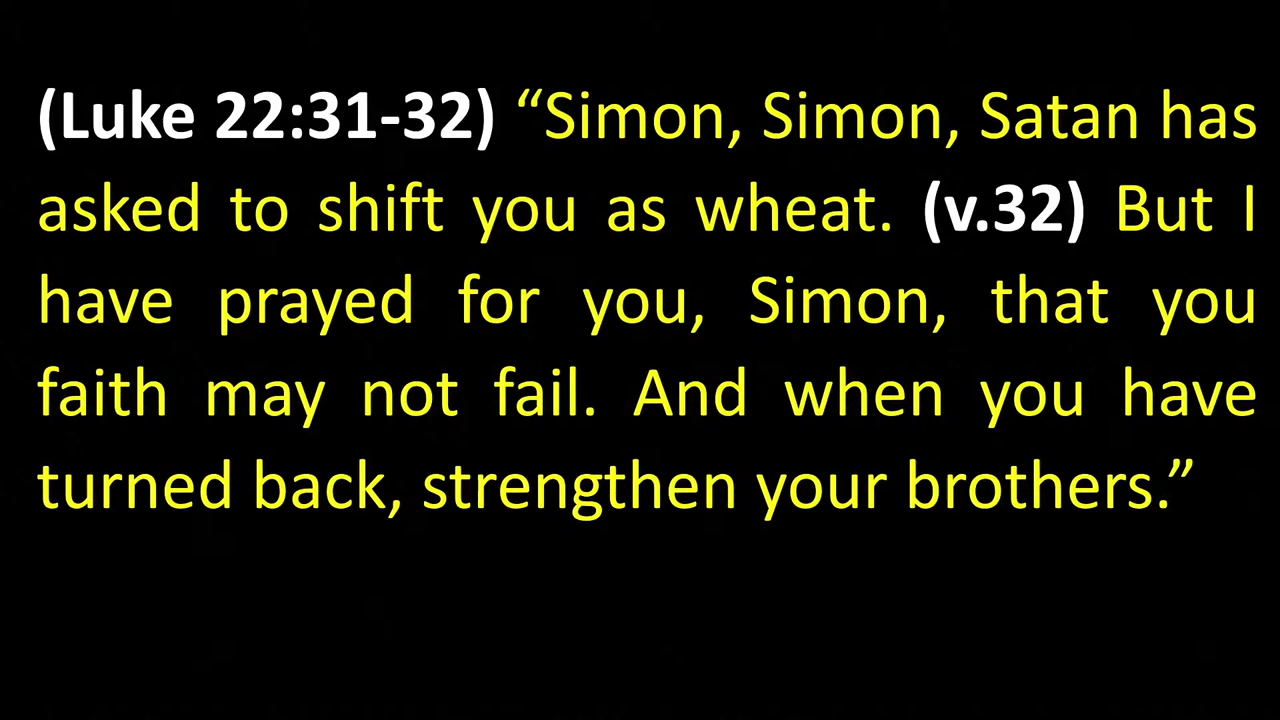 (Luke 22:31-32) “Simon, Simon, Satan has
asked to shift you as wheat. (v.32) But I
have prayed for you, Simon, that you
faith may not fail. And when you have
turned back, strengthen your brothers.”